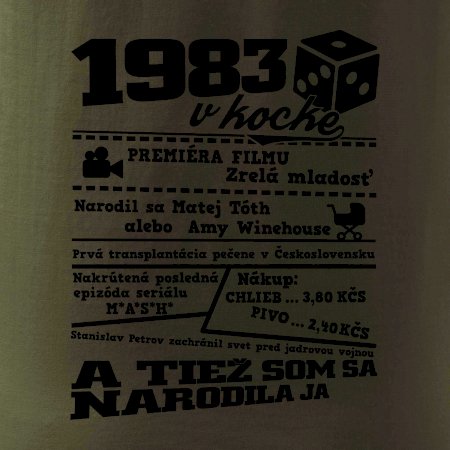 1983
v kocke
PREMIÉRA FILMU
Zrelá mladosť
Narodil sa Matej Tóth
alebo Amy Winehouse
Prvá transplantácia pečene v Československu
Nakrútená posledná
epizóda seriálu
M*A*S*H*
Nákup:
CHLIEB ... 3,80 KČS
PIVO ... 2,40 KČS
Stanislav Petrov zachránil svet pred jadrovou vojnou
A TIEŽ SOM SA
NARODILA JA